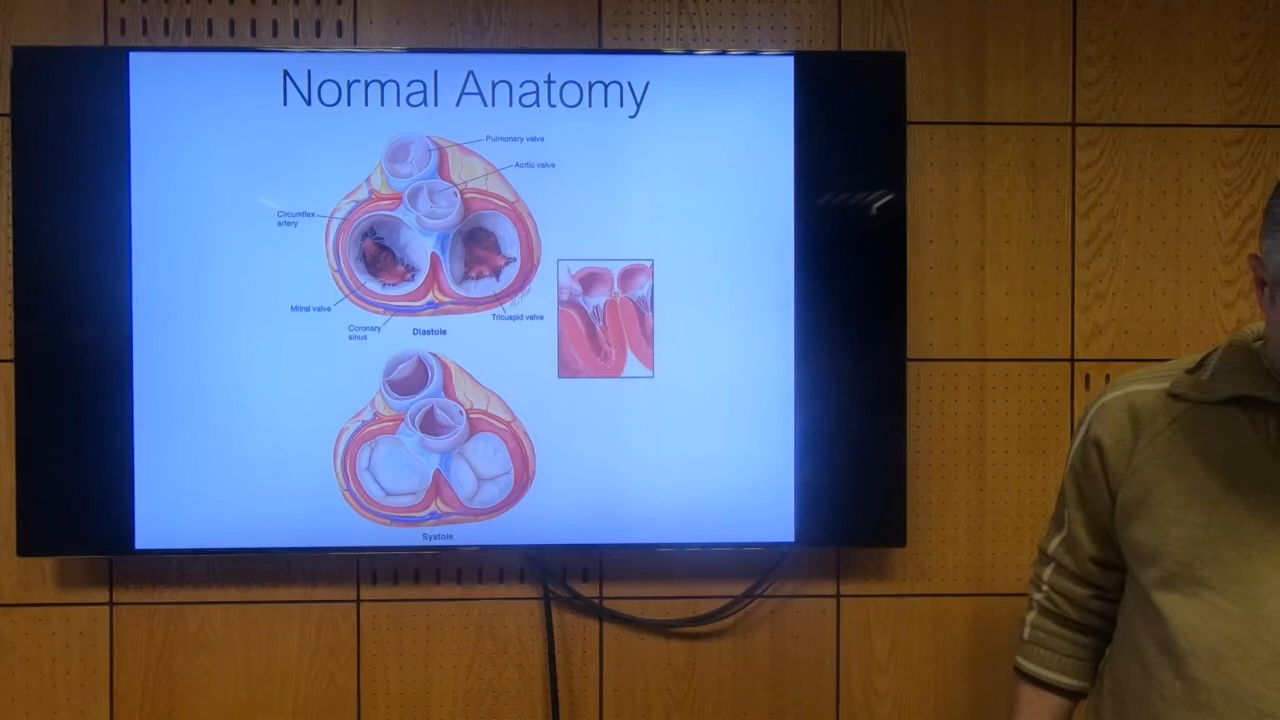 Normal Anatomy
Pulmonary valve
Aortic valve
Circumflex
artery
Mitral valve
Coronary
sinus
Tricuspid valve
Diastole
Systole